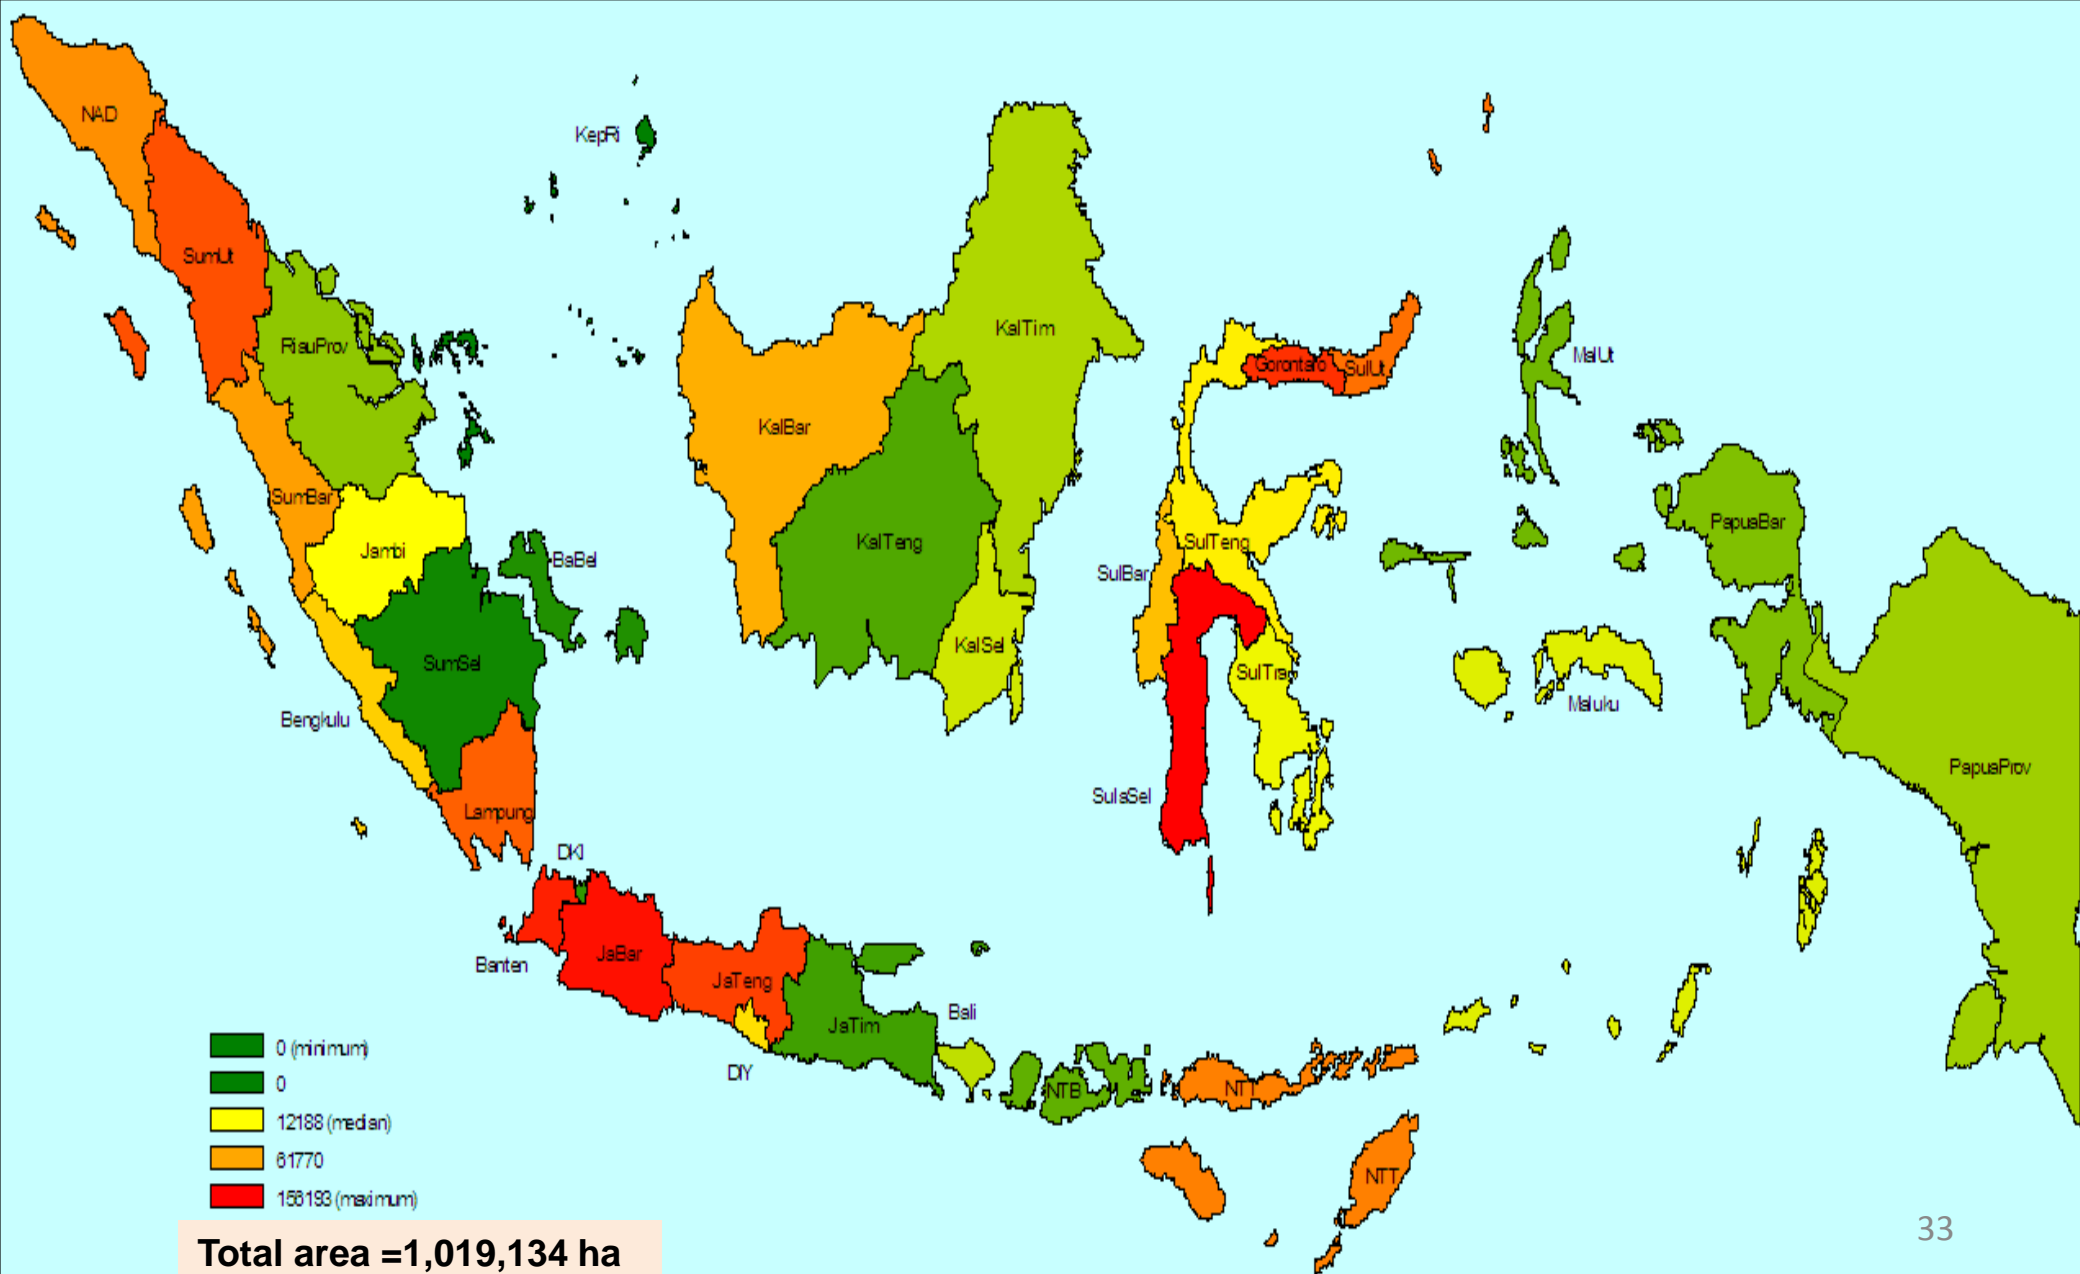 NAD
KepRi
SumUt
KalTim
RiauProv
MalUt
Gorontaro
SulUt
KalBar
SumBar
PapuaBar
Jambi
KalTeng
SulTeng
BaBel
SulBar
SumSel
KalSel
SulTra
Maluku
Bengkulu
PapuaProv
SulaSel
Lampung
DKI
JaBar
Banten
JaTeng
Bali
JaTim
DIY
NTB
NTT
NTT
0 (minimum)
0
12188 (median)
61770
156193 (maximum)
Total area =1,019,134 ha
33